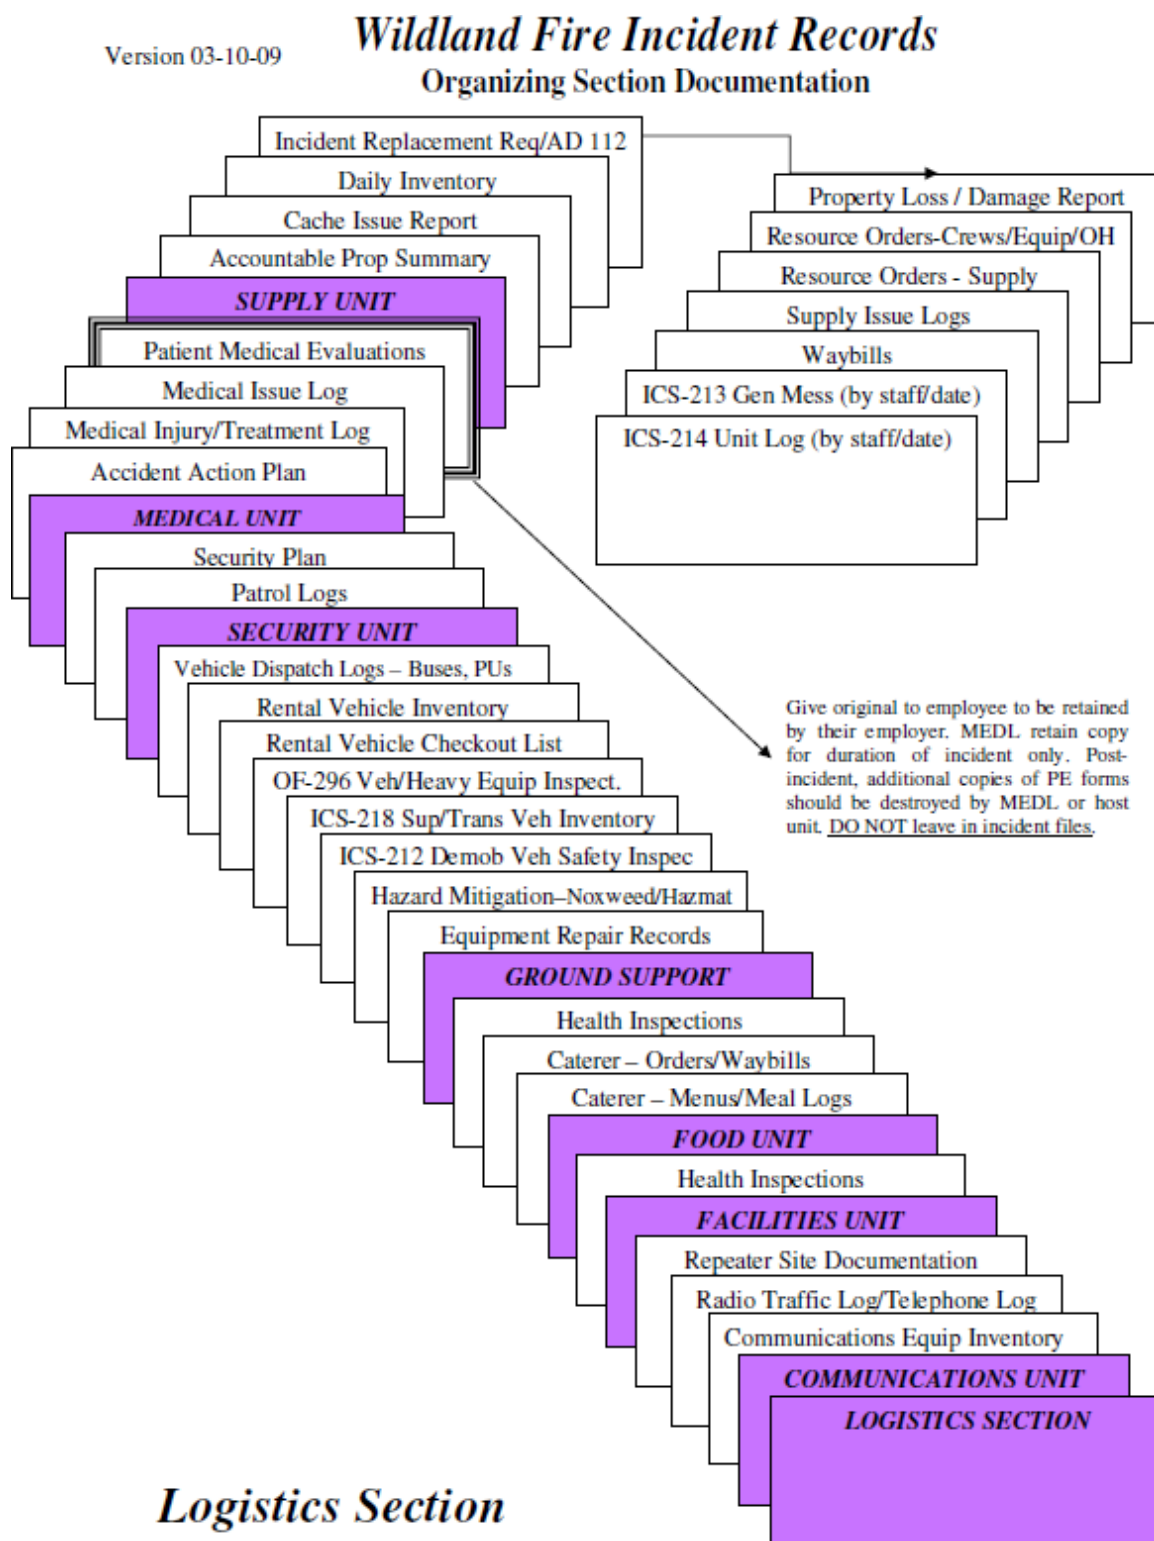 Version 03-10-09
Wildland Fire Incident Records
Organizing Section Documentation
Incident Replacement Req/AD 112
Daily Inventory
Cache Issue Report
Accountable Prop Summary
SUPPLY UNIT
Patient Medical Evaluations
Medical Issue Log
Medical Injury/Treatment Log
Accident Action Plan
MEDICAL UNIT
Security Plan
Patrol Logs
SECURITY UNIT
Vehicle Dispatch Logs – Buses, PUs
Rental Vehicle Inventory
Rental Vehicle Checkout List
OF-296 Veh/Heavy Equip Inspect.
ICS-218 Sup/Trans Veh Inventory
ICS-212 Demob Veh Safety Inspec
Hazard Mitigation–Noxweed/Hazmat
Equipment Repair Records
GROUND SUPPORT
Health Inspections
Caterer – Orders/Waybills
Caterer – Menus/Meal Logs
FOOD UNIT
Health Inspections
FACILITIES UNIT
Repeater Site Documentation
Radio Traffic Log/Telephone Log
Communications Equip Inventory
COMMUNICATIONS UNIT
LOGISTICS SECTION
Property Loss / Damage Report
Resource Orders-Crews/Equip/OH
Resource Orders - Supply
Supply Issue Logs
Waybills
ICS-213 Gen Mess (by staff/date)
ICS-214 Unit Log (by staff/date)
Give original to employee to be retained
by their employer. MEDL retain copy
for duration of incident only. Post-
incident, additional copies of PE forms
should be destroyed by MEDL or host
unit. DO NOT leave in incident files.
Logistics Section